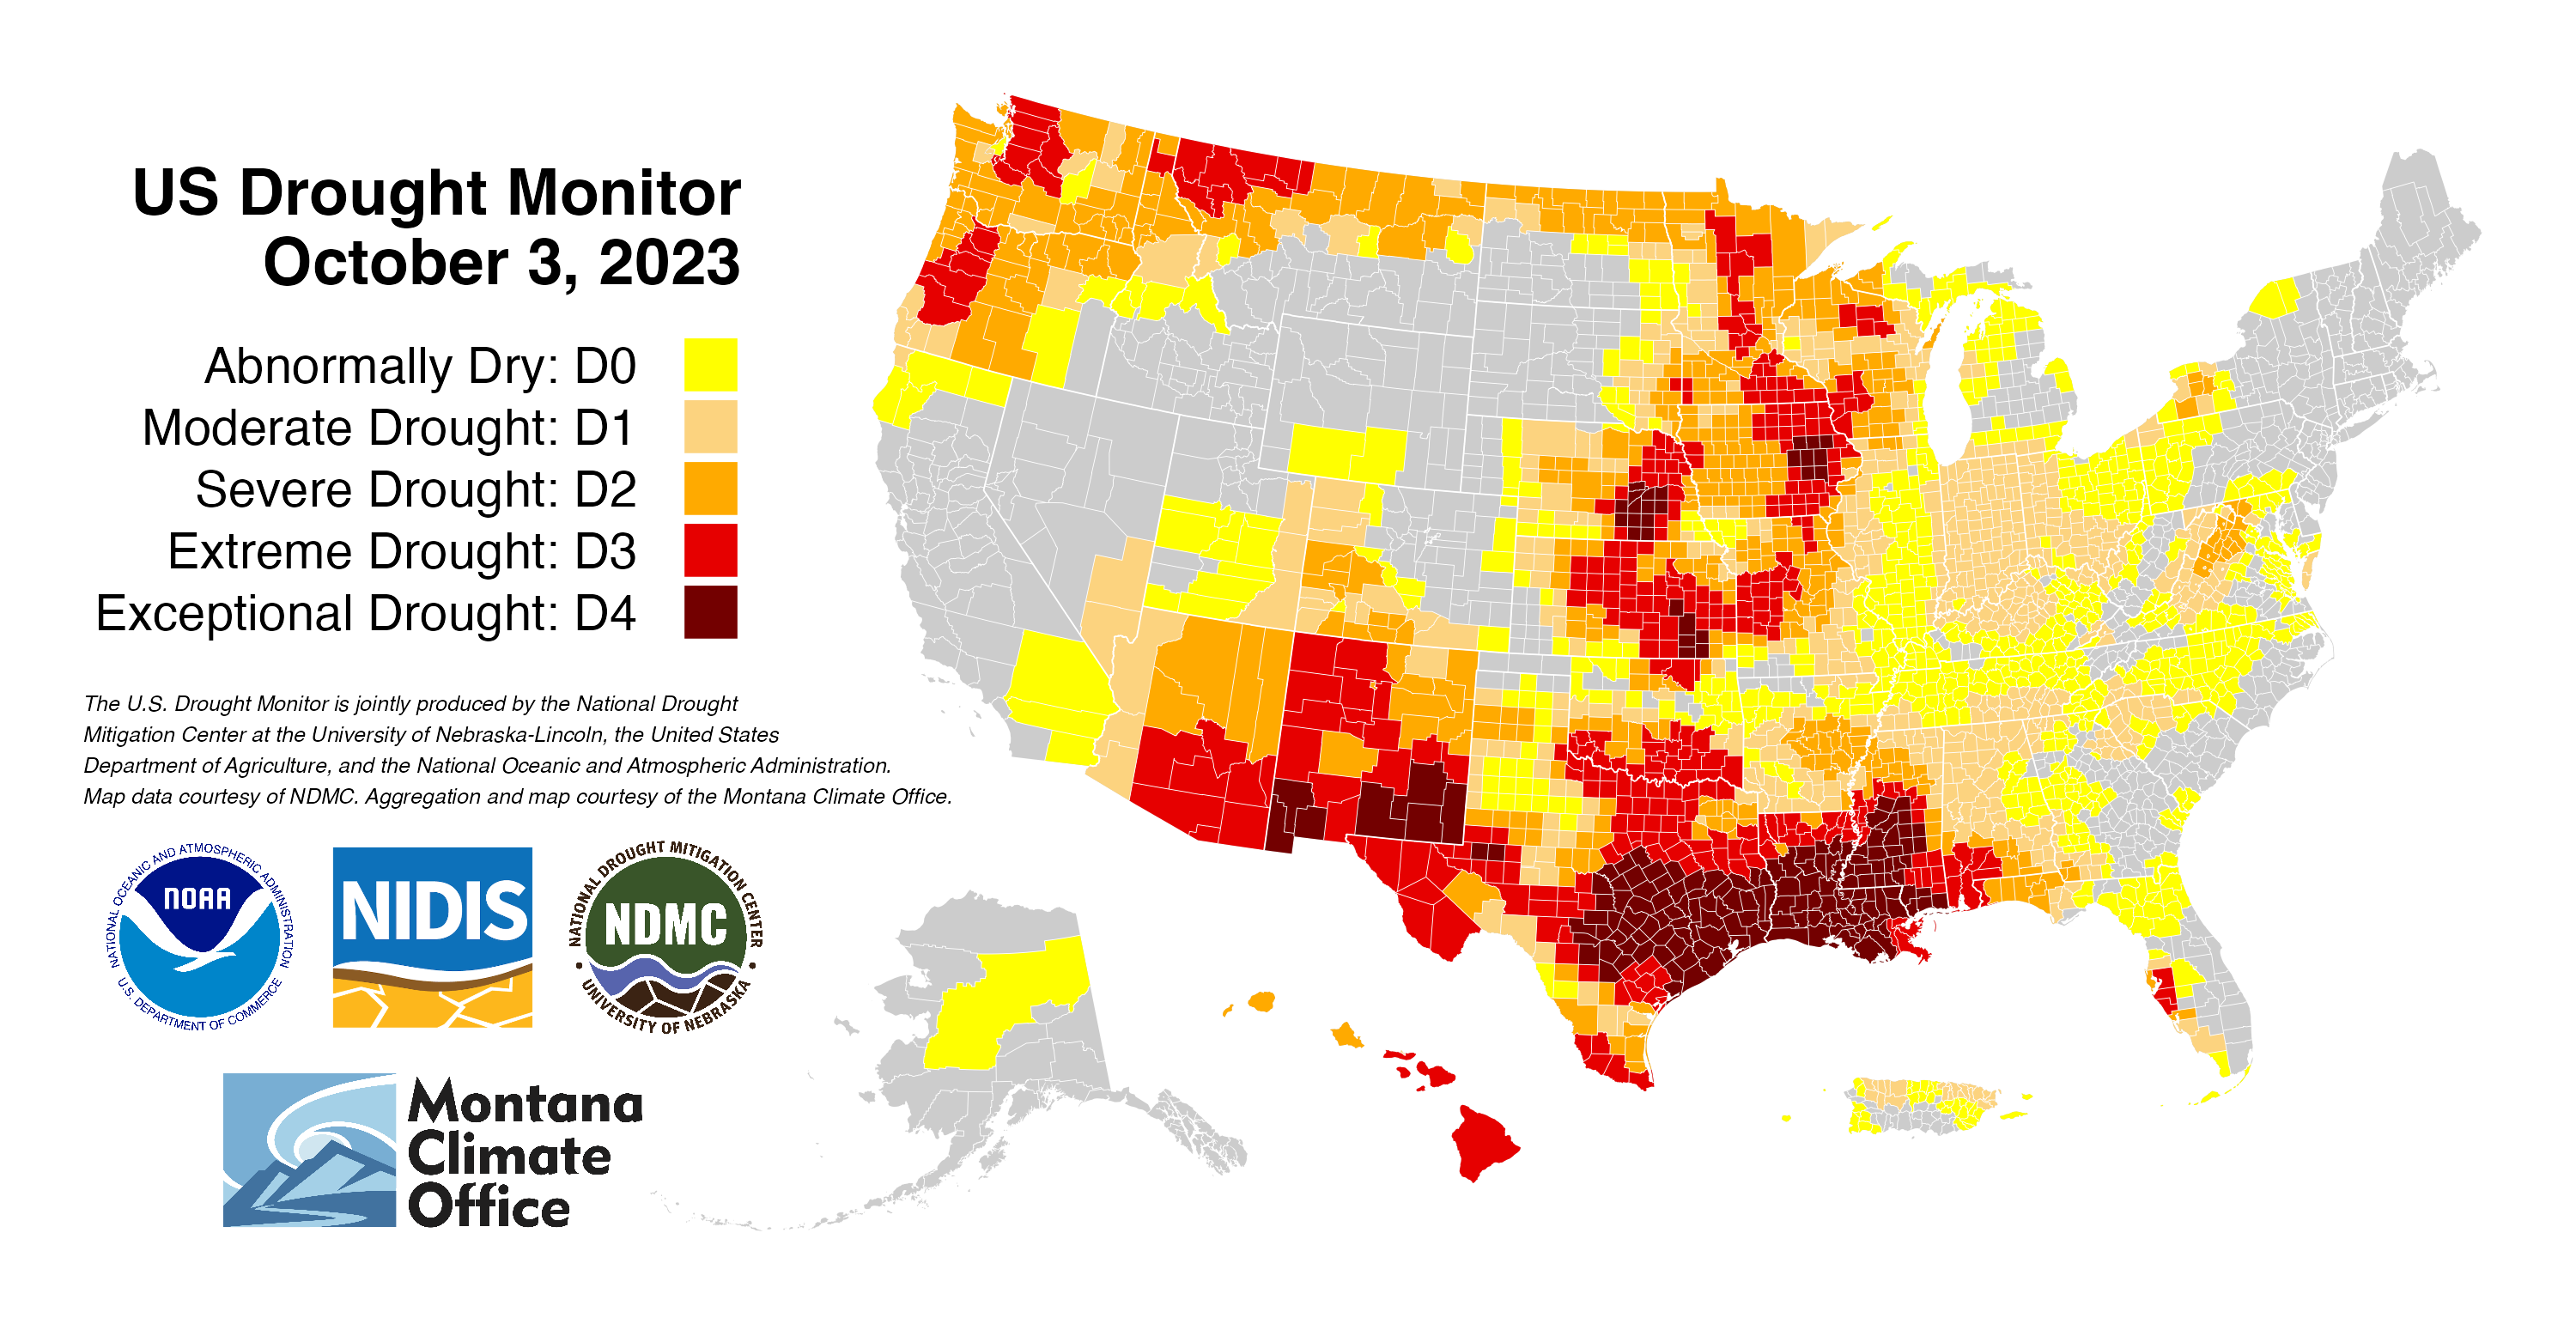 US Drought Monitor
October 3, 2023
Abnormally Dry: D0
Moderate Drought: D1
Severe Drought: D2
Extreme Drought: D3
Exceptional Drought: D4
The U.S. Drought Monitor is jointly produced by the National Drought
Mitigation Center at the University of Nebraska-Lincoln, the United States
Department of Agriculture, and the National Oceanic and Atmospheric Administration.
Map data courtesy of NDMC. Aggregation and map courtesy of the Montana Climate Office.
NATIONAL OCEANIC AND ATMOSPHERIC ADMINISTRATION
NOAA
U.S. DEPARTMENT OF COMMERCE
NIDIS
NATIONAL DROUGHT MITIGATION CENTER
NDMC
UNIVERSITY OF NEBRASKA
Montana
Climate
Office